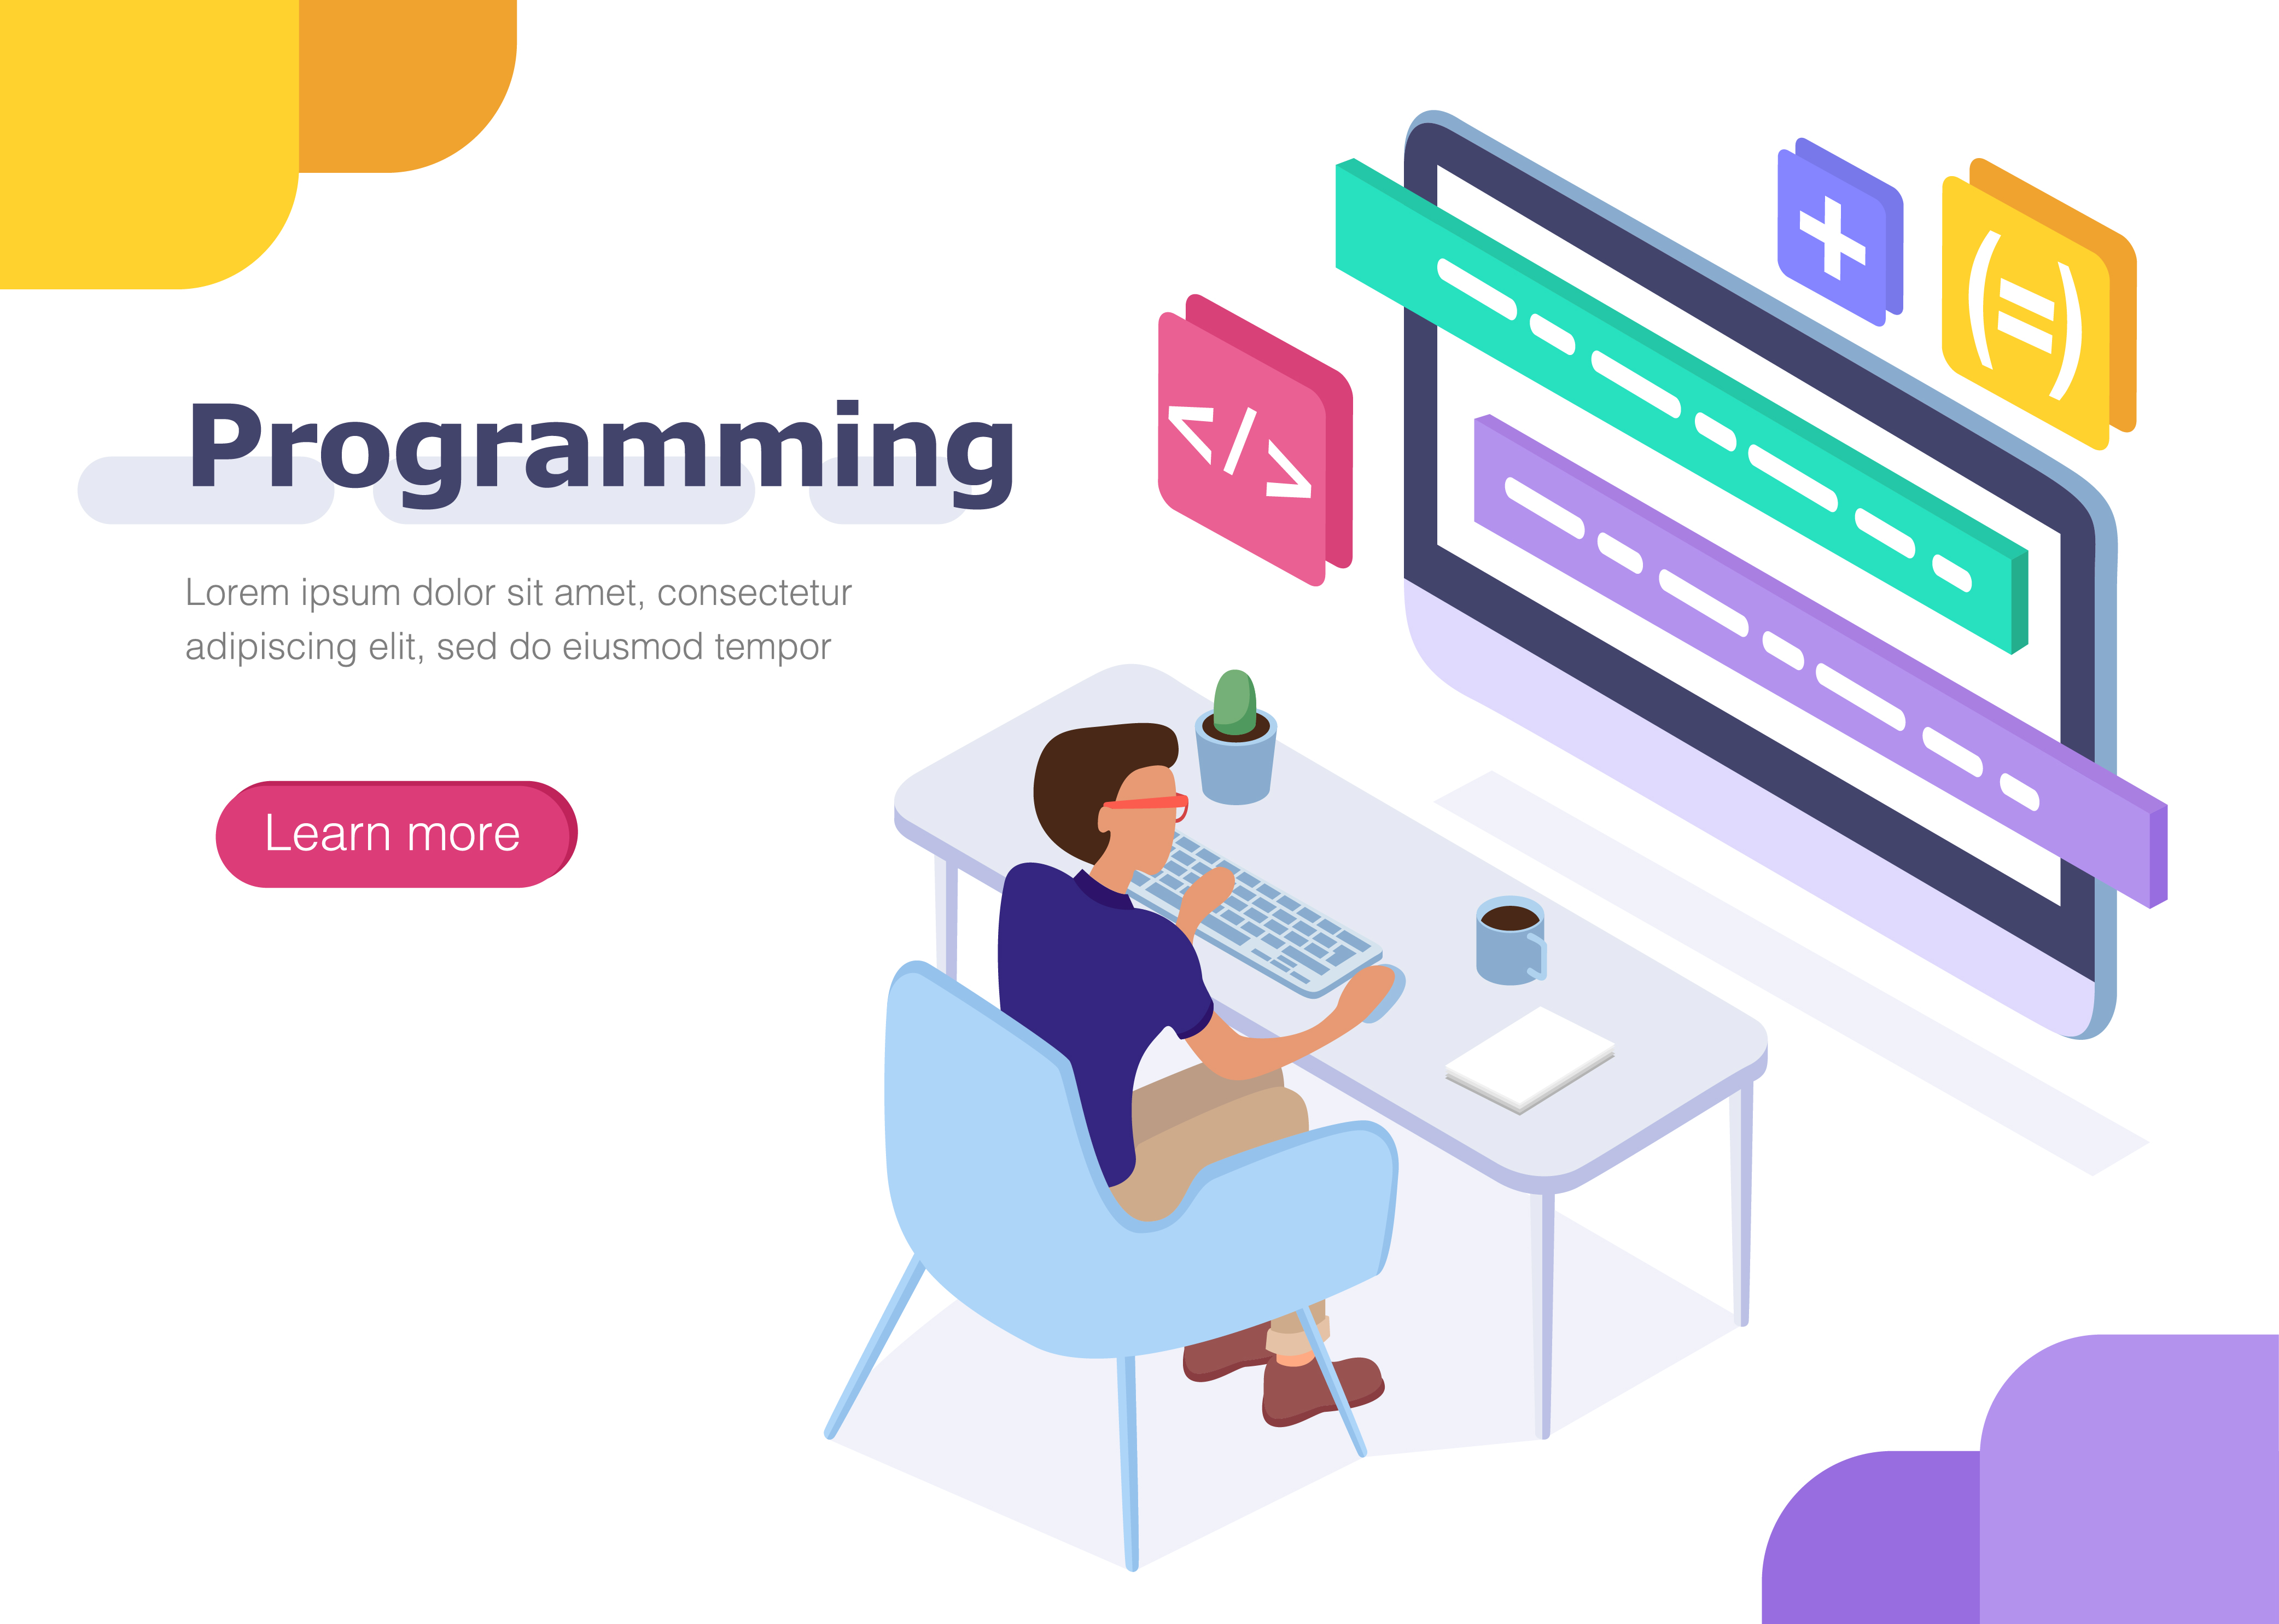 Programming
Lorem ipsum dolor sit amet, consectetur
adipiscing elit, sed do eiusmod tempor
Learn more
</>
+
(=)